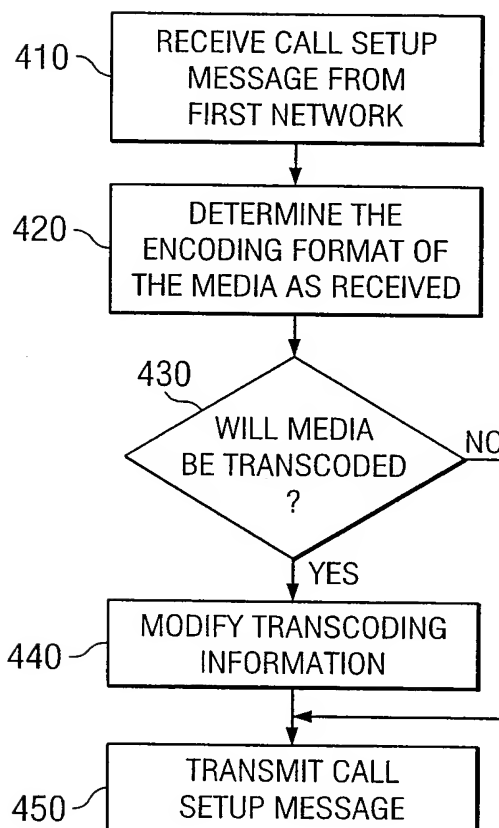 410
RECEIVE CALL SETUP
MESSAGE FROM
FIRST NETWORK
420
DETERMINE THE
ENCODING FORMAT OF
THE MEDIA AS RECEIVED
430
WILL MEDIA
BE TRANSCODED
?
NO
YES
440
MODIFY TRANSCODING
INFORMATION
450
TRANSMIT CALL
SETUP MESSAGE